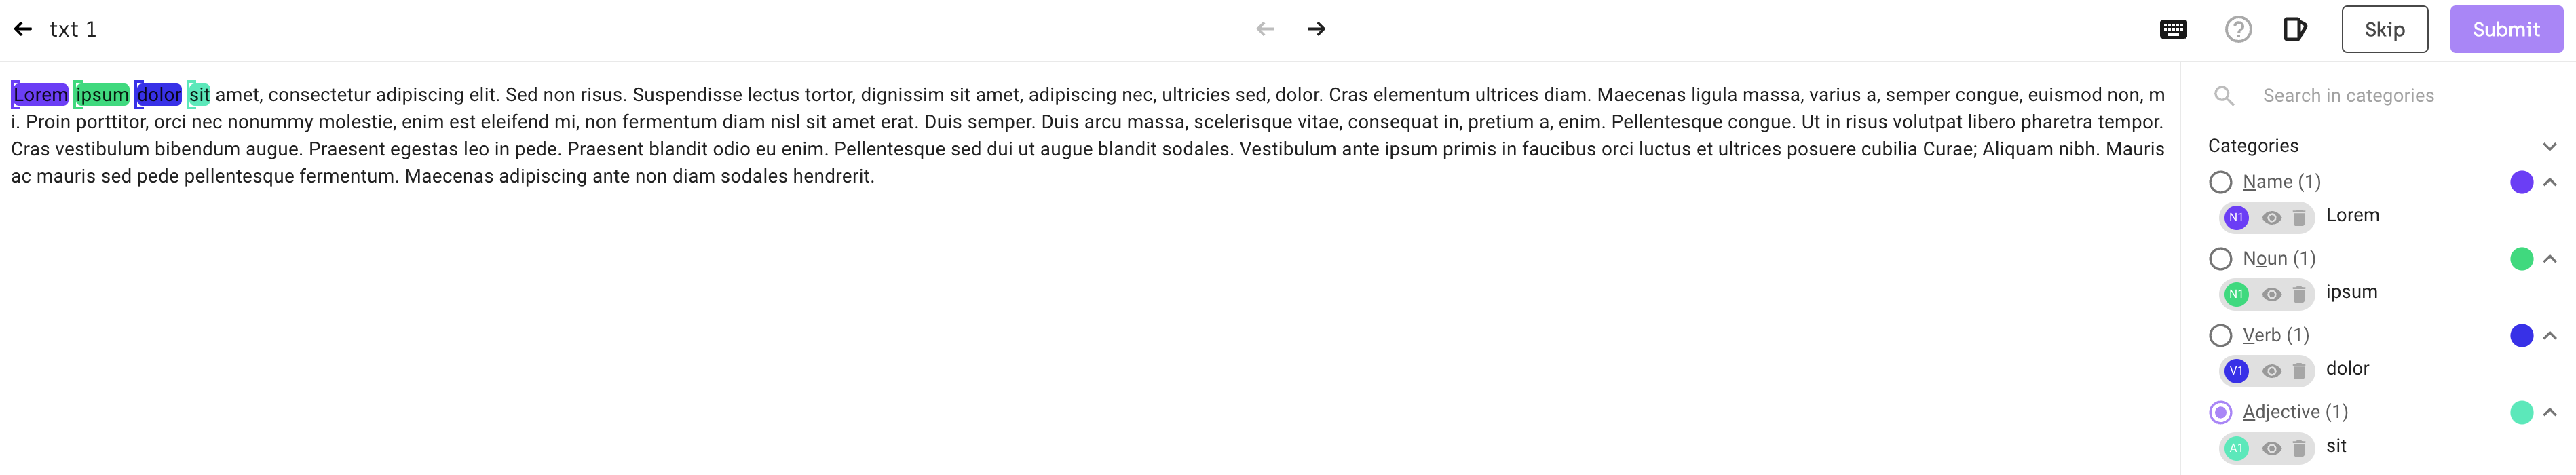 txt 1
Skip
Submit
Lorem ipsum dolor sit amet, consectetur adipiscing elit. Sed non risus. Suspendisse lectus tortor, dignissim sit amet, adipiscing nec, ultricies sed, dolor. Cras elementum ultrices diam. Maecenas ligula massa, varius a, semper congue, euismod non, m
i. Proin porttitor, orci nec nonummy molestie, enim est eleifend mi, non fermentum diam nisl sit amet erat. Duis semper. Duis arcu massa, scelerisque vitae, consequat in, pretium a, enim. Pellentesque congue. Ut in risus volutpat libero pharetra tempor.
Cras vestibulum bibendum augue. Praesent egestas leo in pede. Praesent blandit odio eu enim. Pellentesque sed dui ut augue blandit sodales. Vestibulum ante ipsum primis in faucibus orci luctus et ultrices posuere cubilia Curae; Aliquam nibh. Mauris
ac mauris sed pede pellentesque fermentum. Maecenas adipiscing ante non diam sodales hendrerit.
Search in categories
Categories
Name (1)
N1 Lorem
Noun (1)
N1 ipsum
Verb (1)
V1 dolor
Adjective (1)
A1 sit